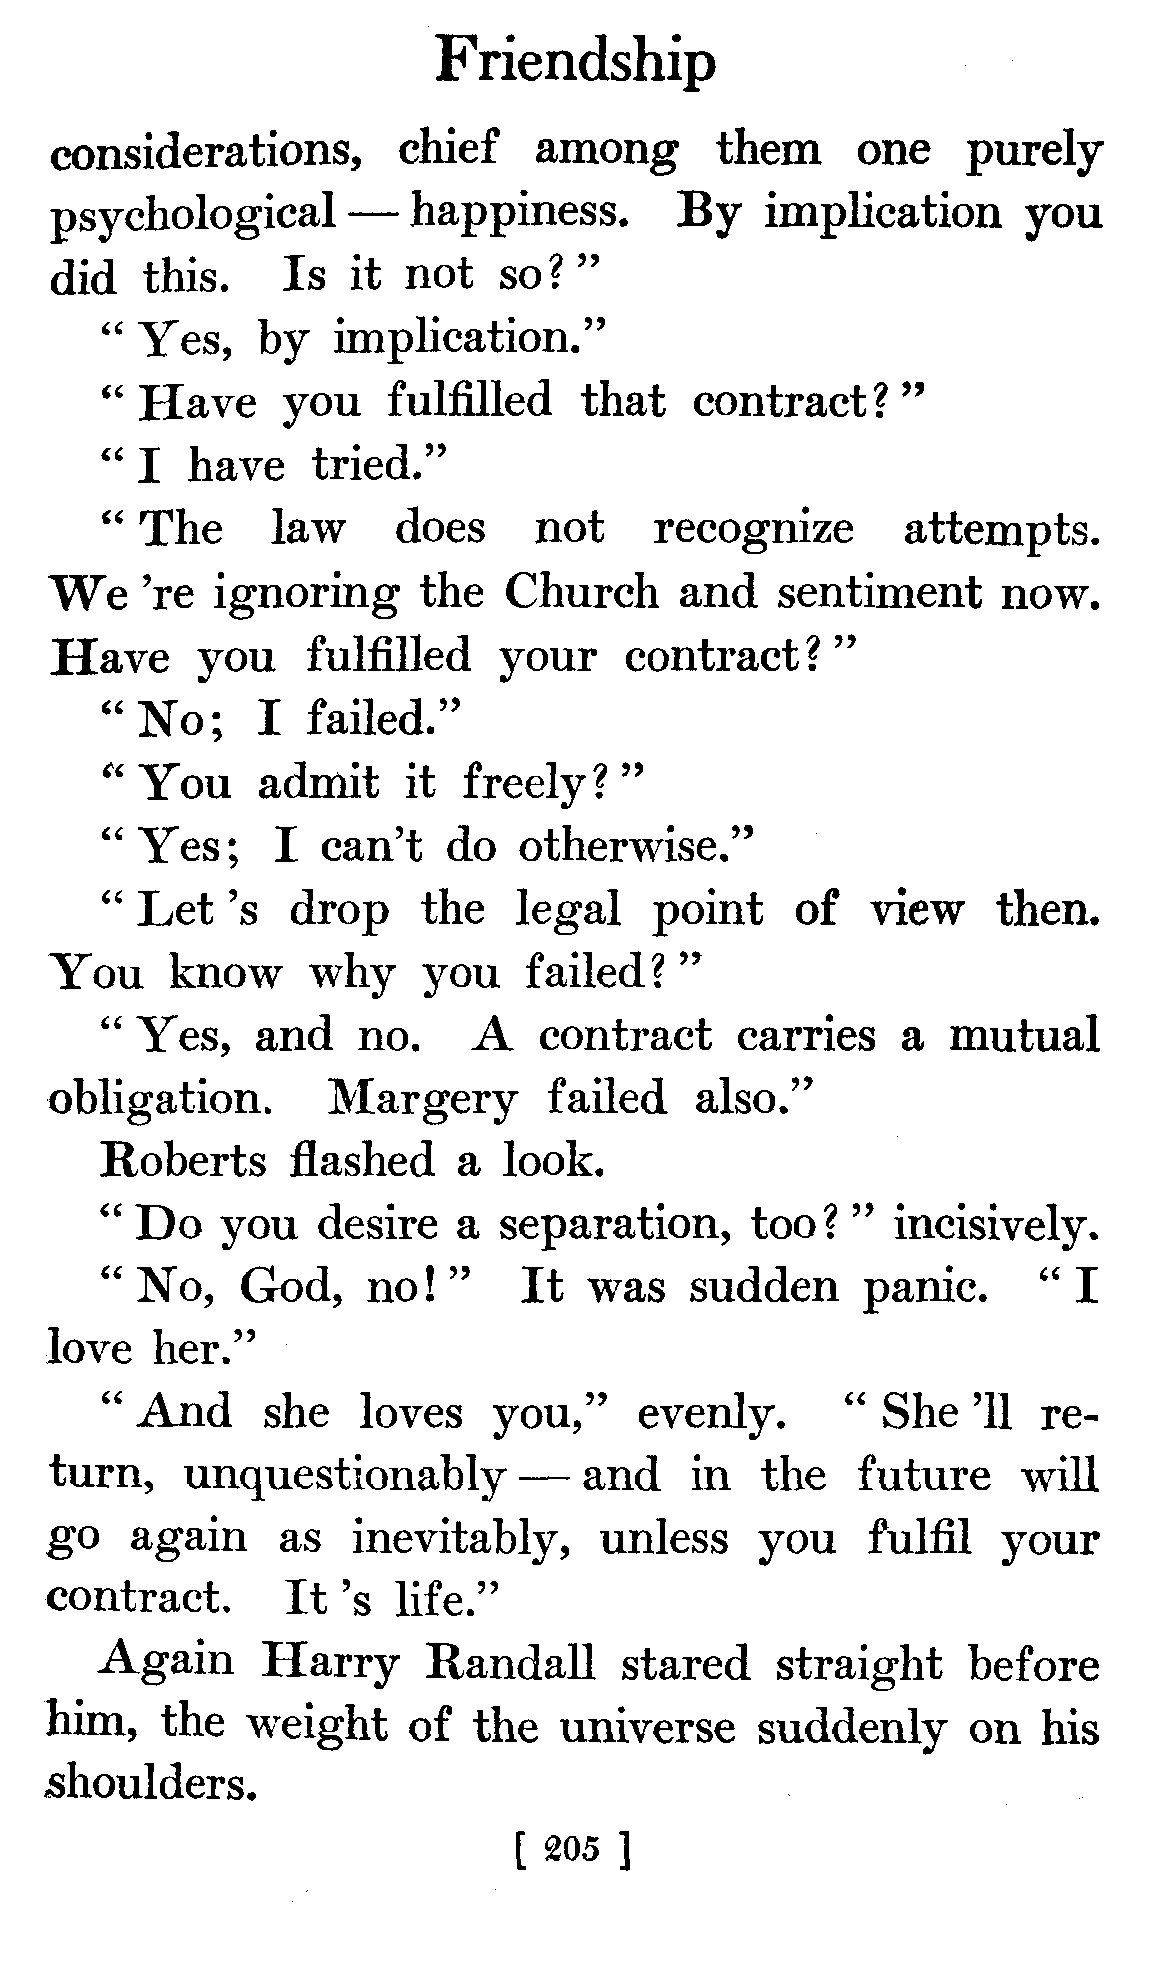 Friendship
considerations, chief among them one purely
psychological — happiness. By implication you
did this. Is it not so?”
“ Yes, by implication.”
“ Have you fulfilled that contract? ”
“ I have tried.”
“ The law does not recognize attempts.
We ’re ignoring the Church and sentiment now.
Have you fulfilled your contract? ”
“ No; I failed.”
“ You admit it freely? ”
“ Yes; I can’t do otherwise.”
“ Let ’s drop the legal point of view then.
You know why you failed? ”
“ Yes, and no. A contract carries a mutual
obligation. Margery failed also.”
Roberts flashed a look.
“ Do you desire a separation, too? ” incisively.
“ No, God, no! ” It was sudden panic. “ I
love her.”
“ And she loves you,” evenly. “ She ’ll re-
turn, unquestionably — and in the future will
go again as inevitably, unless you fulfil your
contract. It ’s life.”
Again Harry Randall stared straight before
him, the weight of the universe suddenly on his
shoulders.
[ 205 ]